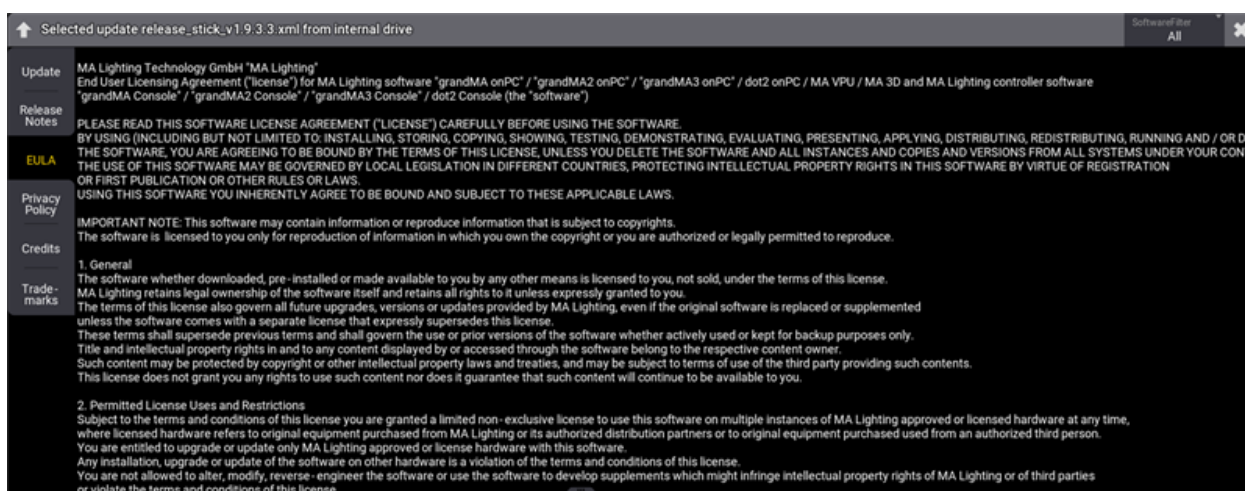 Selected update release_stick_v1.9.3.3.xml from internal drive
SoftwareFilter
All
Update
Release
Notes
EULA
Privacy
Policy
Credits
Trade-
marks
MA Lighting Technology GmbH "MA Lighting"
End User Licensing Agreement ("license") for MA Lighting software "grandMA onPC" / "grandMA2 onPC" / "grandMA3 onPC" / dot2 onPC / MA VPU / MA 3D and MA Lighting controller software
"grandMA Console" / "grandMA2 Console" / "grandMA3 Console" / dot2 Console (the "software")
PLEASE READ THIS SOFTWARE LICENSE AGREEMENT ("LICENSE") CAREFULLY BEFORE USING THE SOFTWARE.
BY USING (INCLUDING BUT NOT LIMITED TO: INSTALLING, STORING, COPYING, SHOWING, TESTING, DEMONSTRATING, EVALUATING, PRESENTING, APPLYING, DISTRIBUTING, REDISTRIBUTING, RUNNING AND / OR D
THE SOFTWARE, YOU ARE AGREEING TO BE BOUND BY THE TERMS OF THIS LICENSE, UNLESS YOU DELETE THE SOFTWARE AND ALL INSTANCES AND COPIES AND VERSIONS FROM ALL SYSTEMS UNDER YOUR CON
THE USE OF THIS SOFTWARE MAY BE GOVERNED BY LOCAL LEGISLATION IN DIFFERENT COUNTRIES, PROTECTING INTELLECTUAL PROPERTY RIGHTS IN THIS SOFTWARE BY VIRTUE OF REGISTRATION
OR FIRST PUBLICATION OR OTHER RULES OR LAWS.
USING THIS SOFTWARE YOU INHERENTLY AGREE TO BE BOUND AND SUBJECT TO THESE APPLICABLE LAWS.
IMPORTANT NOTE: This software may contain information or reproduce information that is subject to copyrights.
The software is licensed to you only for reproduction of information in which you own the copyright or you are authorized or legally permitted to reproduce.
1. General
The software whether downloaded, pre-installed or made available to you by any other means is licensed to you, not sold, under the terms of this license.
MA Lighting retains legal ownership of the software itself and retains all rights to it unless expressly granted to you.
The terms of this license also govern all future upgrades, versions or updates provided by MA Lighting, even if the original software is replaced or supplemented
unless the software comes with a separate license that expressly supersedes this license.
These terms shall supersede previous terms and shall govern the use or prior versions of the software whether actively used or kept for backup purposes only.
Title and intellectual property rights in and to any content displayed by or accessed through the software belong to the respective content owner.
Such content may be protected by copyright or other intellectual property laws and treaties, and may be subject to terms of use of the third party providing such contents.
This license does not grant you any rights to use such content nor does it guarantee that such content will continue to be available to you.
2. Permitted License Uses and Restrictions
Subject to the terms and conditions of this license you are granted a limited non-exclusive license to use this software on multiple instances of MA Lighting approved or licensed hardware at any time,
where licensed hardware refers to original equipment purchased from MA Lighting or its authorized distribution partners or to original equipment purchased used from an authorized third person.
You are entitled to upgrade or update only MA Lighting approved or license hardware with this software.
Any installation, upgrade or update of the software on other hardware is a violation of the terms and conditions of this license.
You are not allowed to alter, modify, reverse-engineer the software or use the software to develop supplements which might infringe intellectual property rights of MA Lighting or of third parties
or violate the terms and conditions of this license.